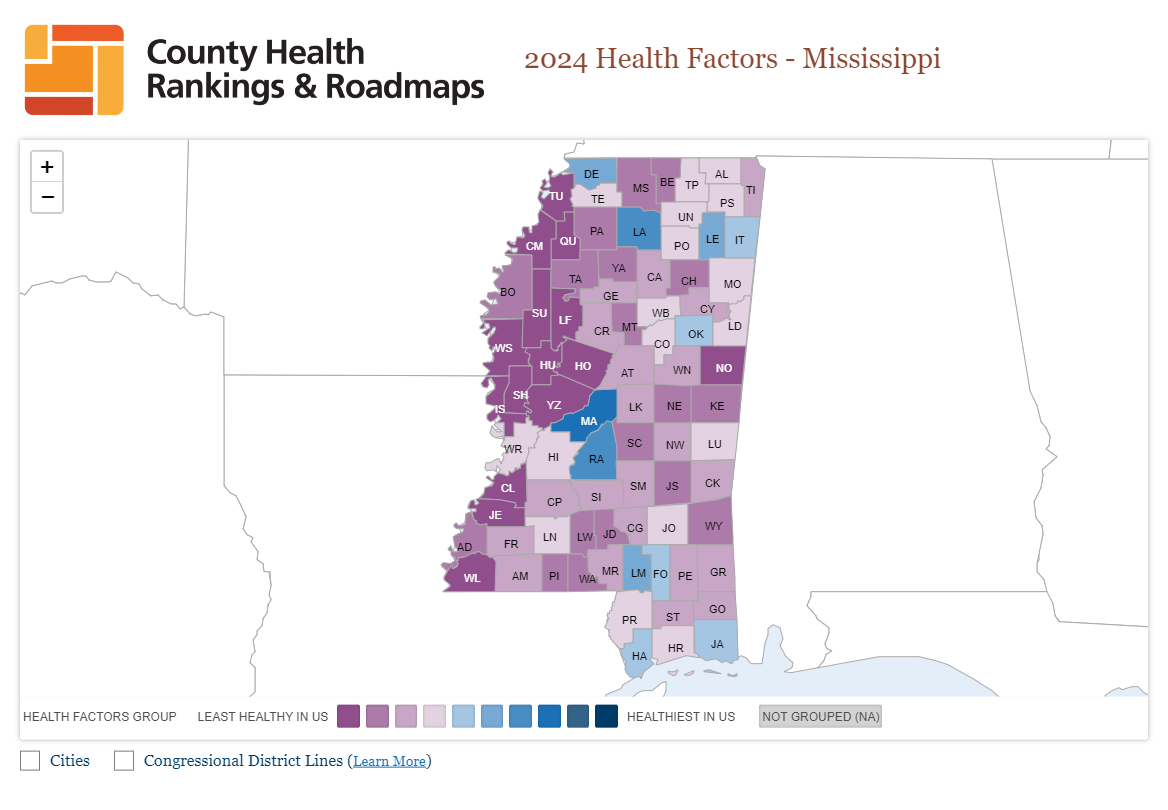 County Health
Rankings & Roadmaps
2024 Health Factors - Mississippi
+
−
DE
MS
BE
TP
AL
TI
TU
TE
PS
UN
PA
LA
LE
IT
CM
QU
PO
TA
YA
CA
CH
MO
BO
GE
SU
LF
WB
CY
CR
MT
LD
OK
CO
WS
HU
HO
AT
WN
NO
SH
IS
YZ
LK
NE
KE
MA
WR
HI
RA
SC
NW
LU
CL
CP
SI
SM
JS
CK
JE
AD
FR
LN
LW
JD
CG
JO
WY
WL
AM
PI
WA
MR
LM
FO
PE
GR
PR
ST
GO
HA
HR
JA
HEALTH FACTORS GROUP LEAST HEALTHY IN US HEALTHIEST IN US NOT GROUPED (NA)
Cities Congressional District Lines (Learn More)